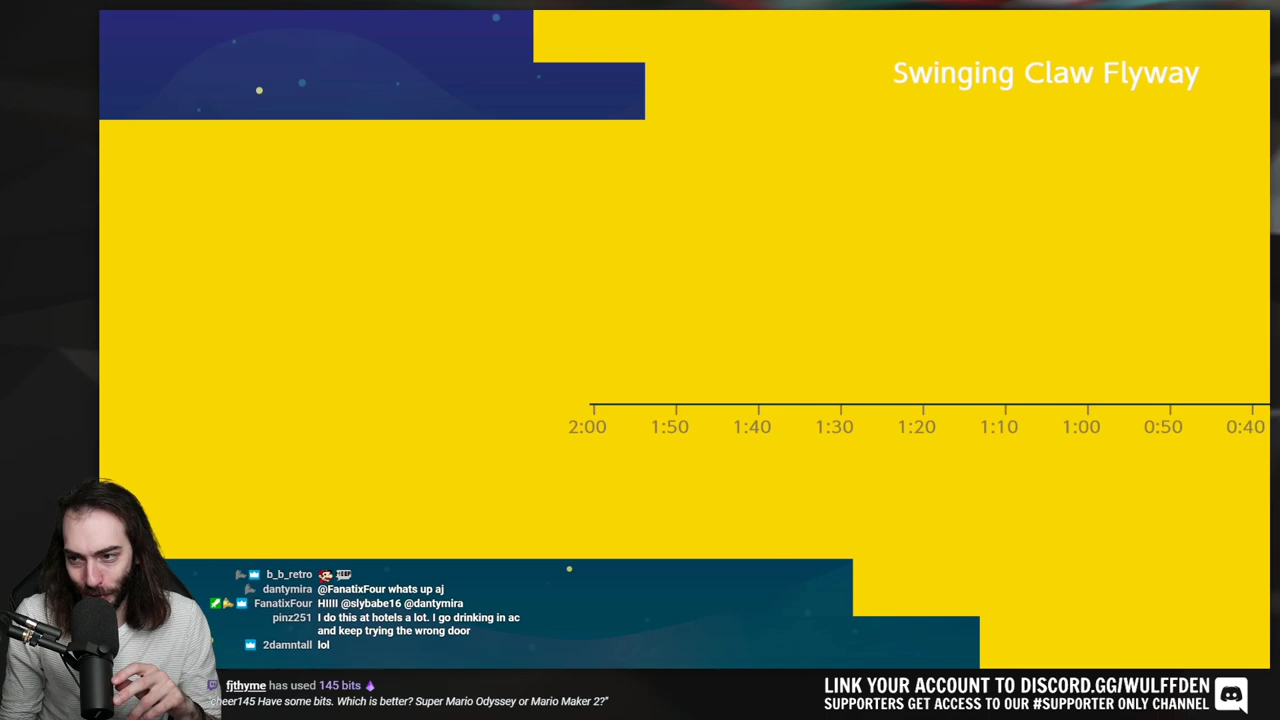 Swinging Claw Flyway
2:00 1:50 1:40 1:30 1:20 1:10 1:00 0:50 0:40
b_b_retro
dantymira @FanatixFour whats up aj
FanatixFour HIIII @slybabe16 @dantymira
pinz251 I do this at hotels a lot. I go drinking in ac
and keep trying the wrong door
2damntall lol
fjthyme has used 145 bits
cheer145 Have some bits. Which is better? Super Mario Odyssey or Mario Maker 2?"
LINK YOUR ACCOUNT TO DISCORD.GG/WULFFDEN
SUPPORTERS GET ACCESS TO OUR #SUPPORTER ONLY CHANNEL